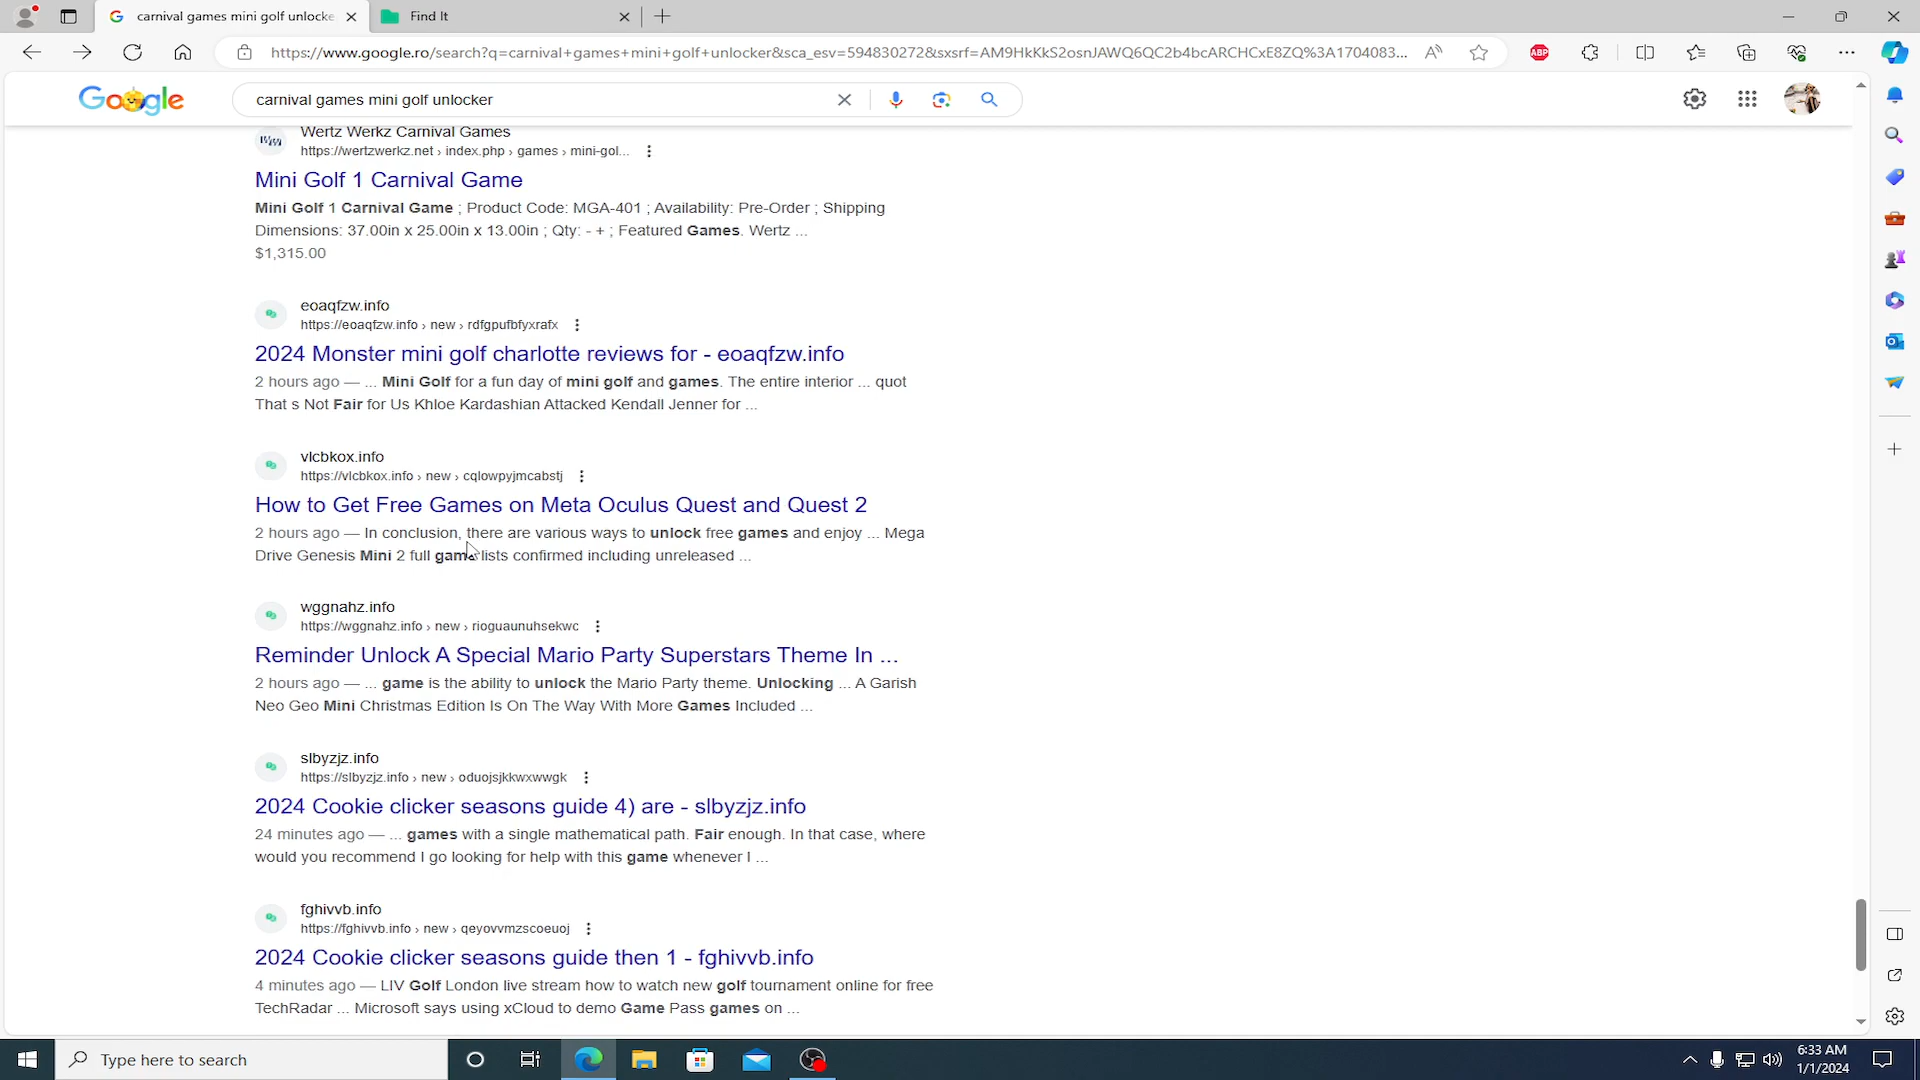 carnival games mini golf unlocke
Find It
https://www.google.ro/search?q=carnival+games+mini+golf+unlocker&sca_esv=594830272&sxsrf=AM9HkKkS2osnJAWQ6QC2b4bcARCHCxE8ZQ%3A1704083...
ABP
Google
carnival games mini golf unlocker
Wertz Werkz Carnival Games
https://wertzwerkz.net › index.php › games › mini-gol...
Mini Golf 1 Carnival Game
Mini Golf 1 Carnival Game ; Product Code: MGA-401 ; Availability: Pre-Order ; Shipping
Dimensions: 37.00in x 25.00in x 13.00in ; Qty: - + ; Featured Games. Wertz ...
$1,315.00
eoaqfzw.info
https://eoaqfzw.info › new › rdfgpufbfyxrafx
2024 Monster mini golf charlotte reviews for - eoaqfzw.info
2 hours ago — ... Mini Golf for a fun day of mini golf and games. The entire interior ... quot
That s Not Fair for Us Khloe Kardashian Attacked Kendall Jenner for ...
vlcbkox.info
https://vlcbkox.info › new › cqlowpyjmcabstj
How to Get Free Games on Meta Oculus Quest and Quest 2
2 hours ago — In conclusion, there are various ways to unlock free games and enjoy ... Mega
Drive Genesis Mini 2 full game lists confirmed including unreleased ...
wggnahz.info
https://wggnahz.info › new › rioguaunuhsekwc
Reminder Unlock A Special Mario Party Superstars Theme In ...
2 hours ago — ... game is the ability to unlock the Mario Party theme. Unlocking ... A Garish
Neo Geo Mini Christmas Edition Is On The Way With More Games Included ...
slbyzjz.info
https://slbyzjz.info › new › oduojsjkkwxwwgk
2024 Cookie clicker seasons guide 4) are - slbyzjz.info
24 minutes ago — ... games with a single mathematical path. Fair enough. In that case, where
would you recommend I go looking for help with this game whenever I ...
fghivvb.info
https://fghivvb.info › new › qeyovvmzscoeuoj
2024 Cookie clicker seasons guide then 1 - fghivvb.info
4 minutes ago — LIV Golf London live stream how to watch new golf tournament online for free
TechRadar ... Microsoft says using xCloud to demo Game Pass games on ...
Type here to search
6:33 AM
1/1/2024